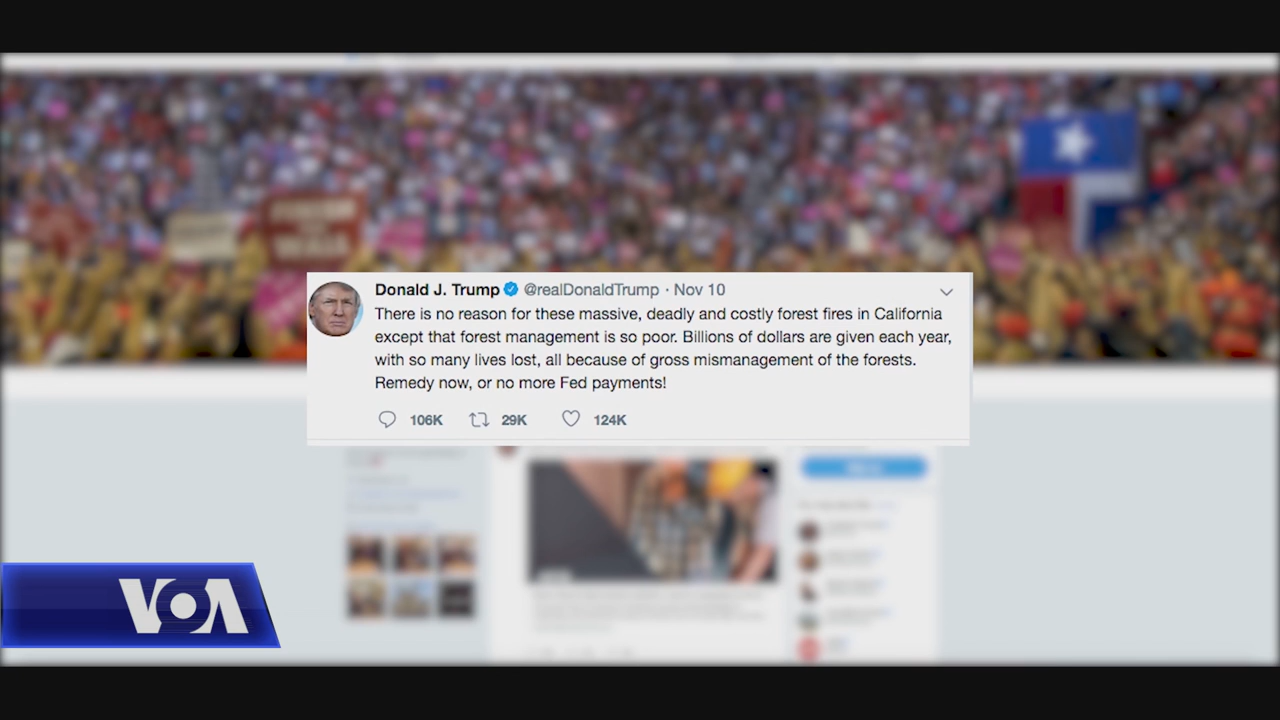 Donald J. Trump @realDonaldTrump · Nov 10
There is no reason for these massive, deadly and costly forest fires in California
except that forest management is so poor. Billions of dollars are given each year,
with so many lives lost, all because of gross mismanagement of the forests.
Remedy now, or no more Fed payments!
106K 29K 124K
VOA